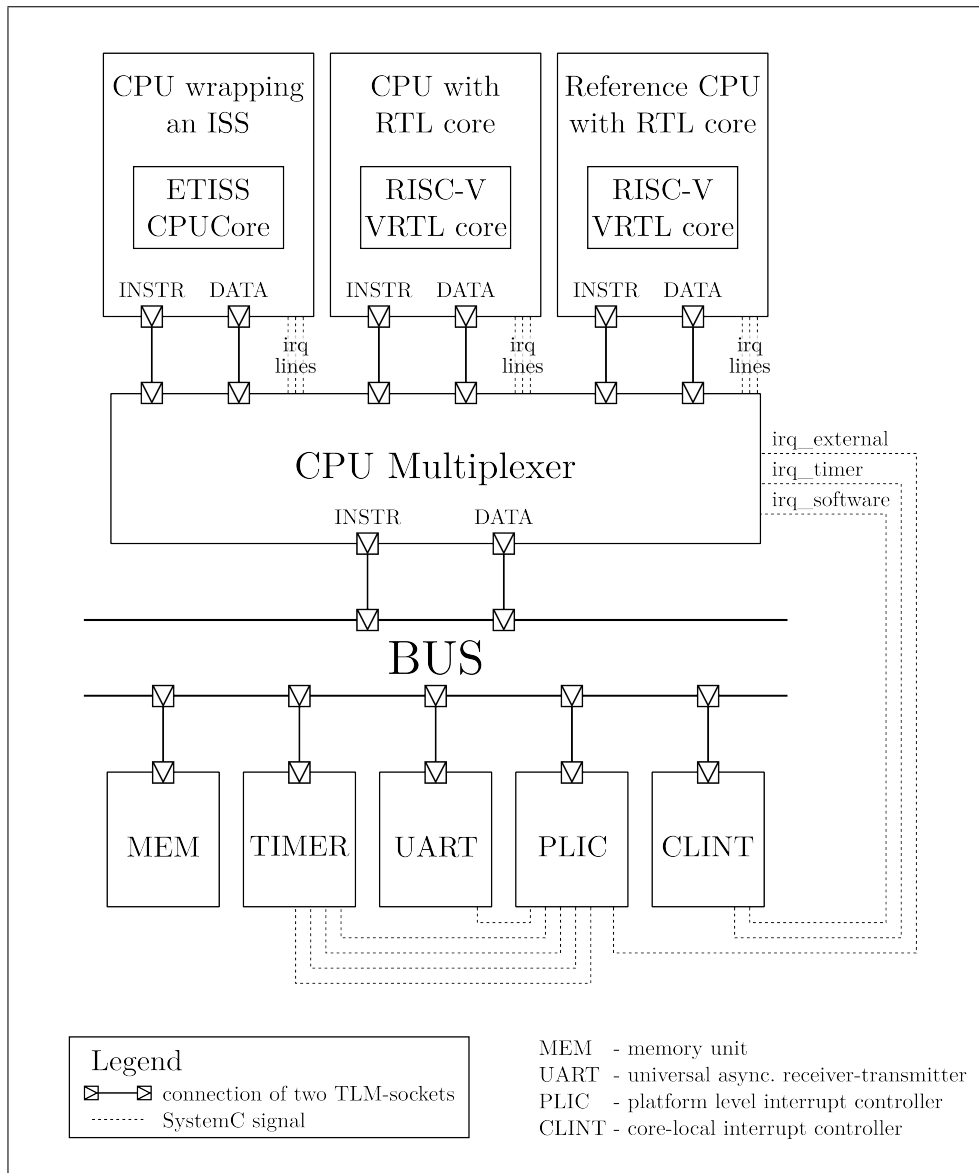 CPU wrapping
an ISS
ETISS
CPUCore
INSTR DATA
irq
lines
CPU with
RTL core
RISC-V
VRTL core
INSTR DATA
irq
lines
Reference CPU
with RTL core
RISC-V
VRTL core
INSTR DATA
irq
lines
CPU Multiplexer
irq_external
irq_timer
irq_software
INSTR DATA
BUS
MEM
TIMER
UART
PLIC
CLINT
Legend
connection of two TLM-sockets
SystemC signal
MEM - memory unit
UART - universal async. receiver-transmitter
PLIC - platform level interrupt controller
CLINT - core-local interrupt controller